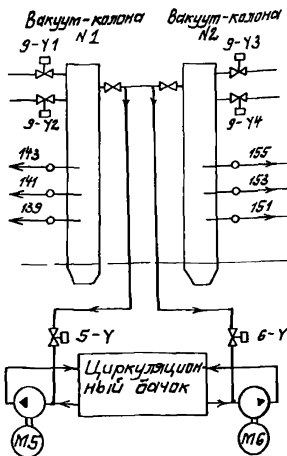 Вакуум-колона
N1
Вакуум-колона
N2
9-У1
9-У3
9-У2
9-У4
143
155
141
153
139
151
5-У
6-У
Циркуляцион-
ный бачок
М5
М6